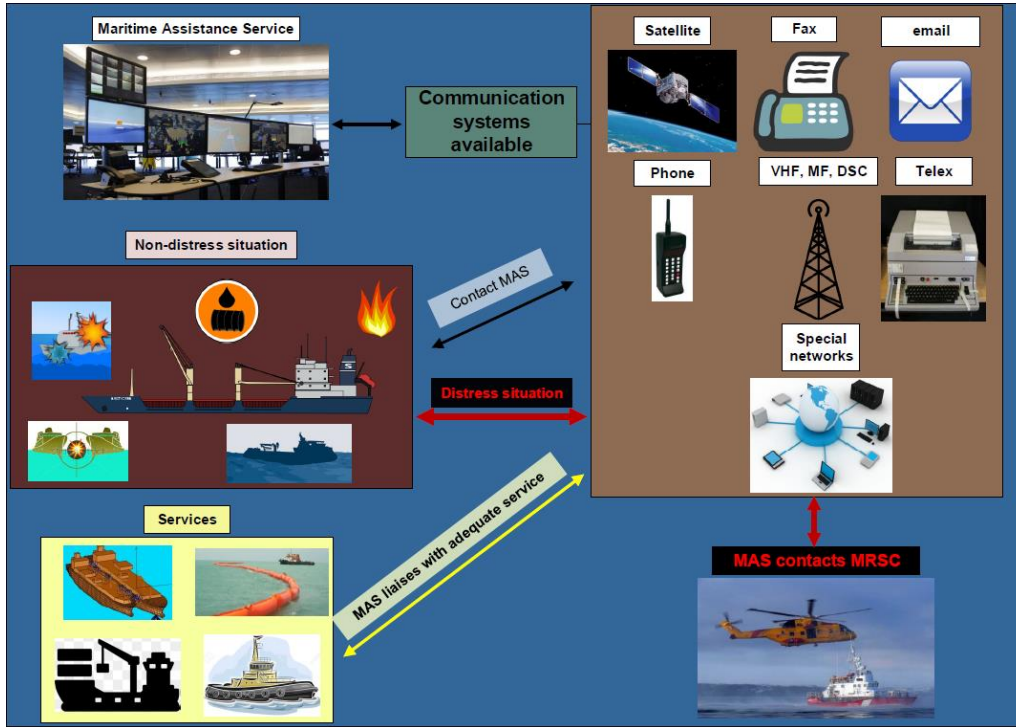 Maritime Assistance Service
Satellite
Fax
email
Communication
systems
available
Phone
VHF, MF, DSC
Telex
Non-distress situation
Contact MAS
Special
networks
Distress situation
Services
MAS liaises with adequate service
MAS contacts MRSC